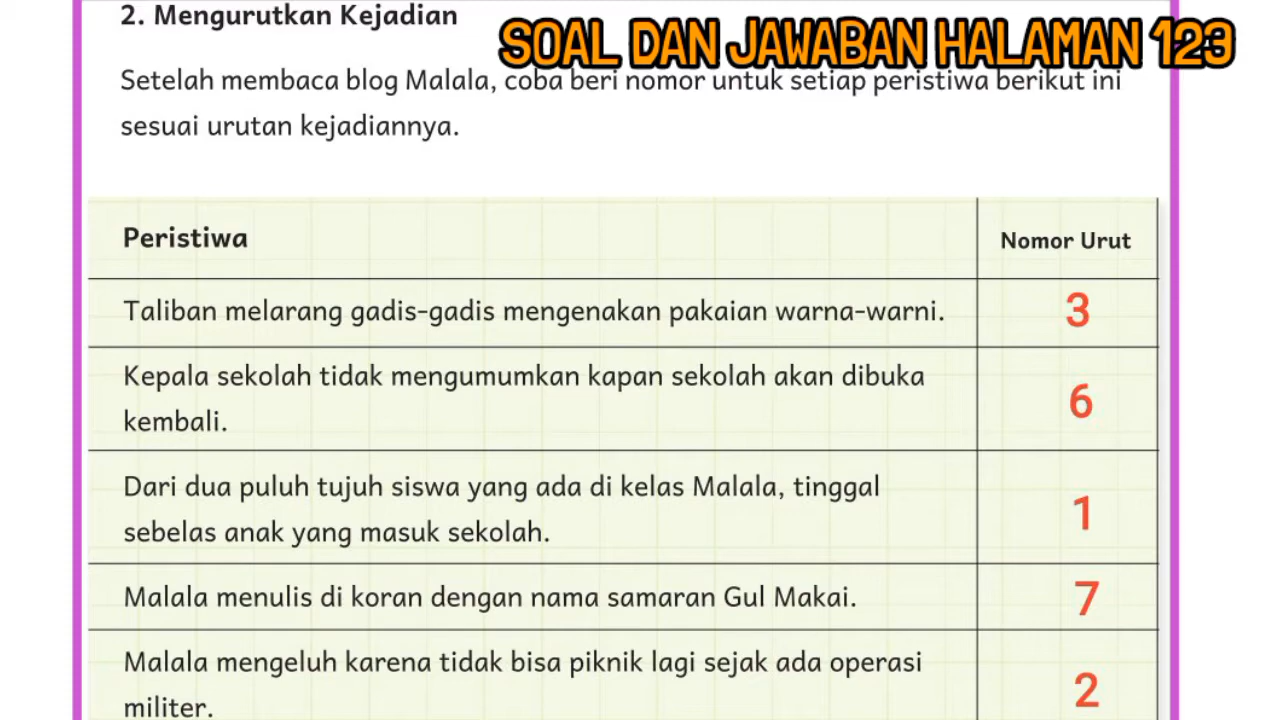 2. Mengurutkan Kejadian
SOAL DAN JAWABAN HALAMAN 123
Setelah membaca blog Malala, coba beri nomor untuk setiap peristiwa berikut ini
sesuai urutan kejadiannya.
Peristiwa
Nomor Urut
Taliban melarang gadis-gadis mengenakan pakaian warna-warni.
3
Kepala sekolah tidak mengumumkan kapan sekolah akan dibuka
kembali.
6
Dari dua puluh tujuh siswa yang ada di kelas Malala, tinggal
sebelas anak yang masuk sekolah.
1
Malala menulis di koran dengan nama samaran Gul Makai.
7
Malala mengeluh karena tidak bisa piknik lagi sejak ada operasi
militer.
2